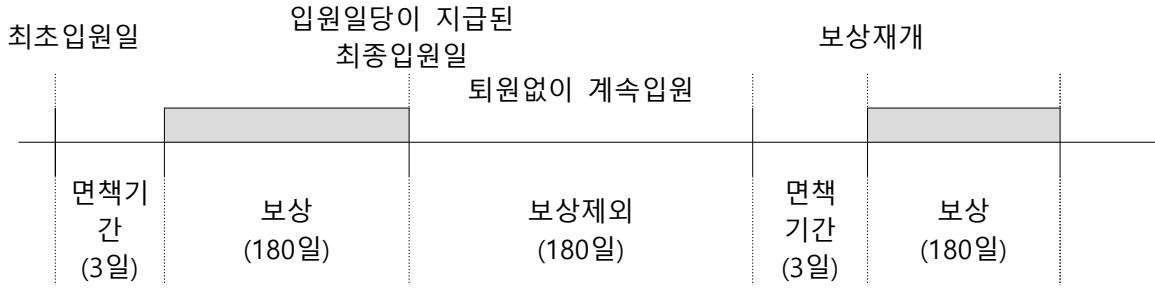 최초입원일
입원일당이 지급된
최종입원일
보상재개
퇴원없이 계속입원
면책기
간
(3일)
보상
(180일)
보상제외
(180일)
면책
기간
(3일)
보상
(180일)